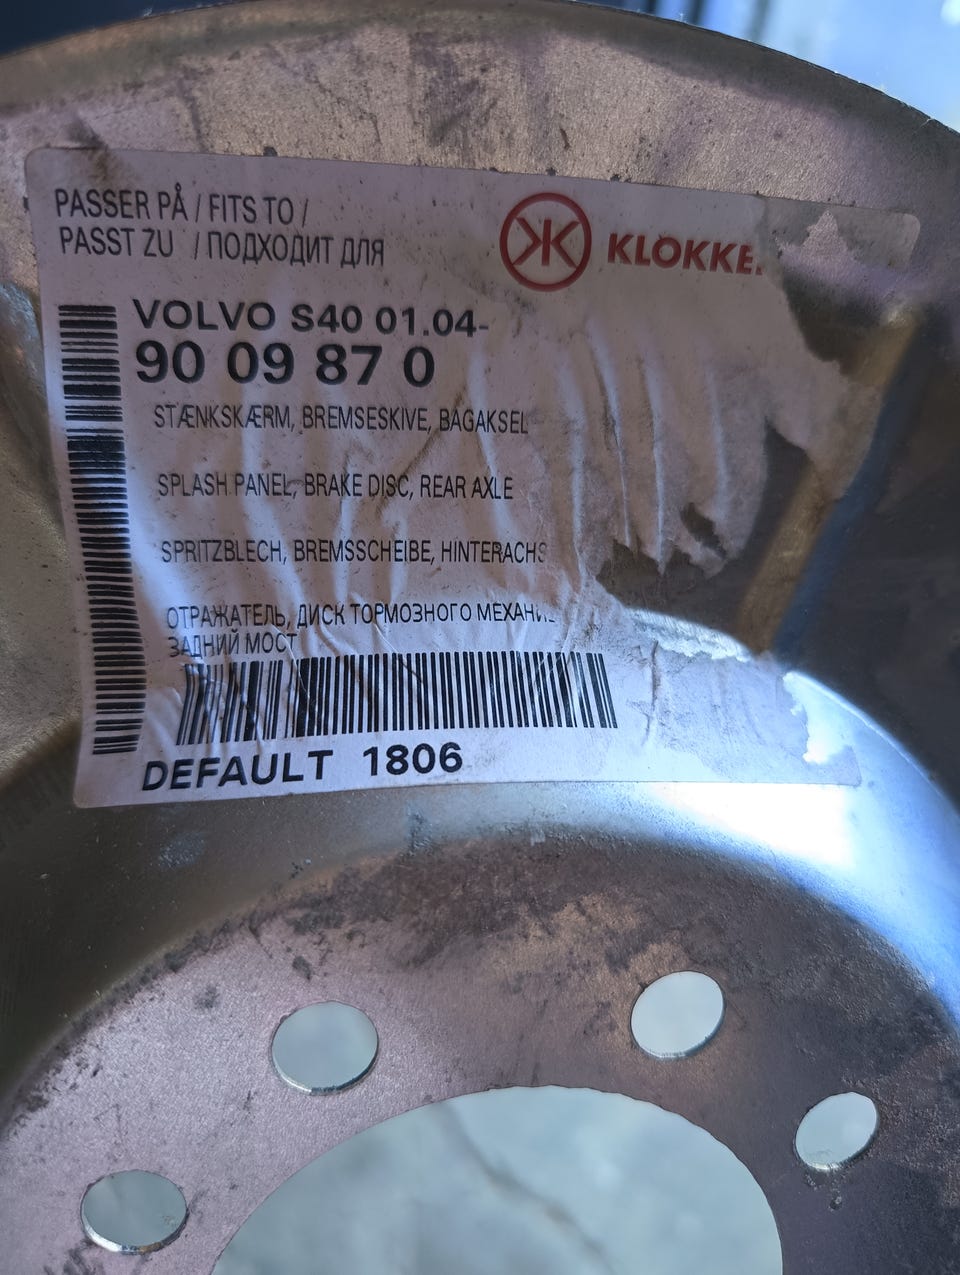 PASSER PÅ / FITS TO /
PASST ZU / ПОДХОДИТ ДЛЯ
KLOKKE
VOLVO S40 01.04-
90 09 87 0
STÆNKSKÆRM, BREMSESKIVE, BAGAKSEL
SPLASH PANEL, BRAKE DISC, REAR AXLE
SPRITZBLECH, BREMSSCHEIBE, HINTERACHS
ОТРАЖАТЕЛЬ, ДИСК ТОРМОЗНОГО МЕХАНИ
ЗАДНИЙ МОСТ
DEFAULT 1806